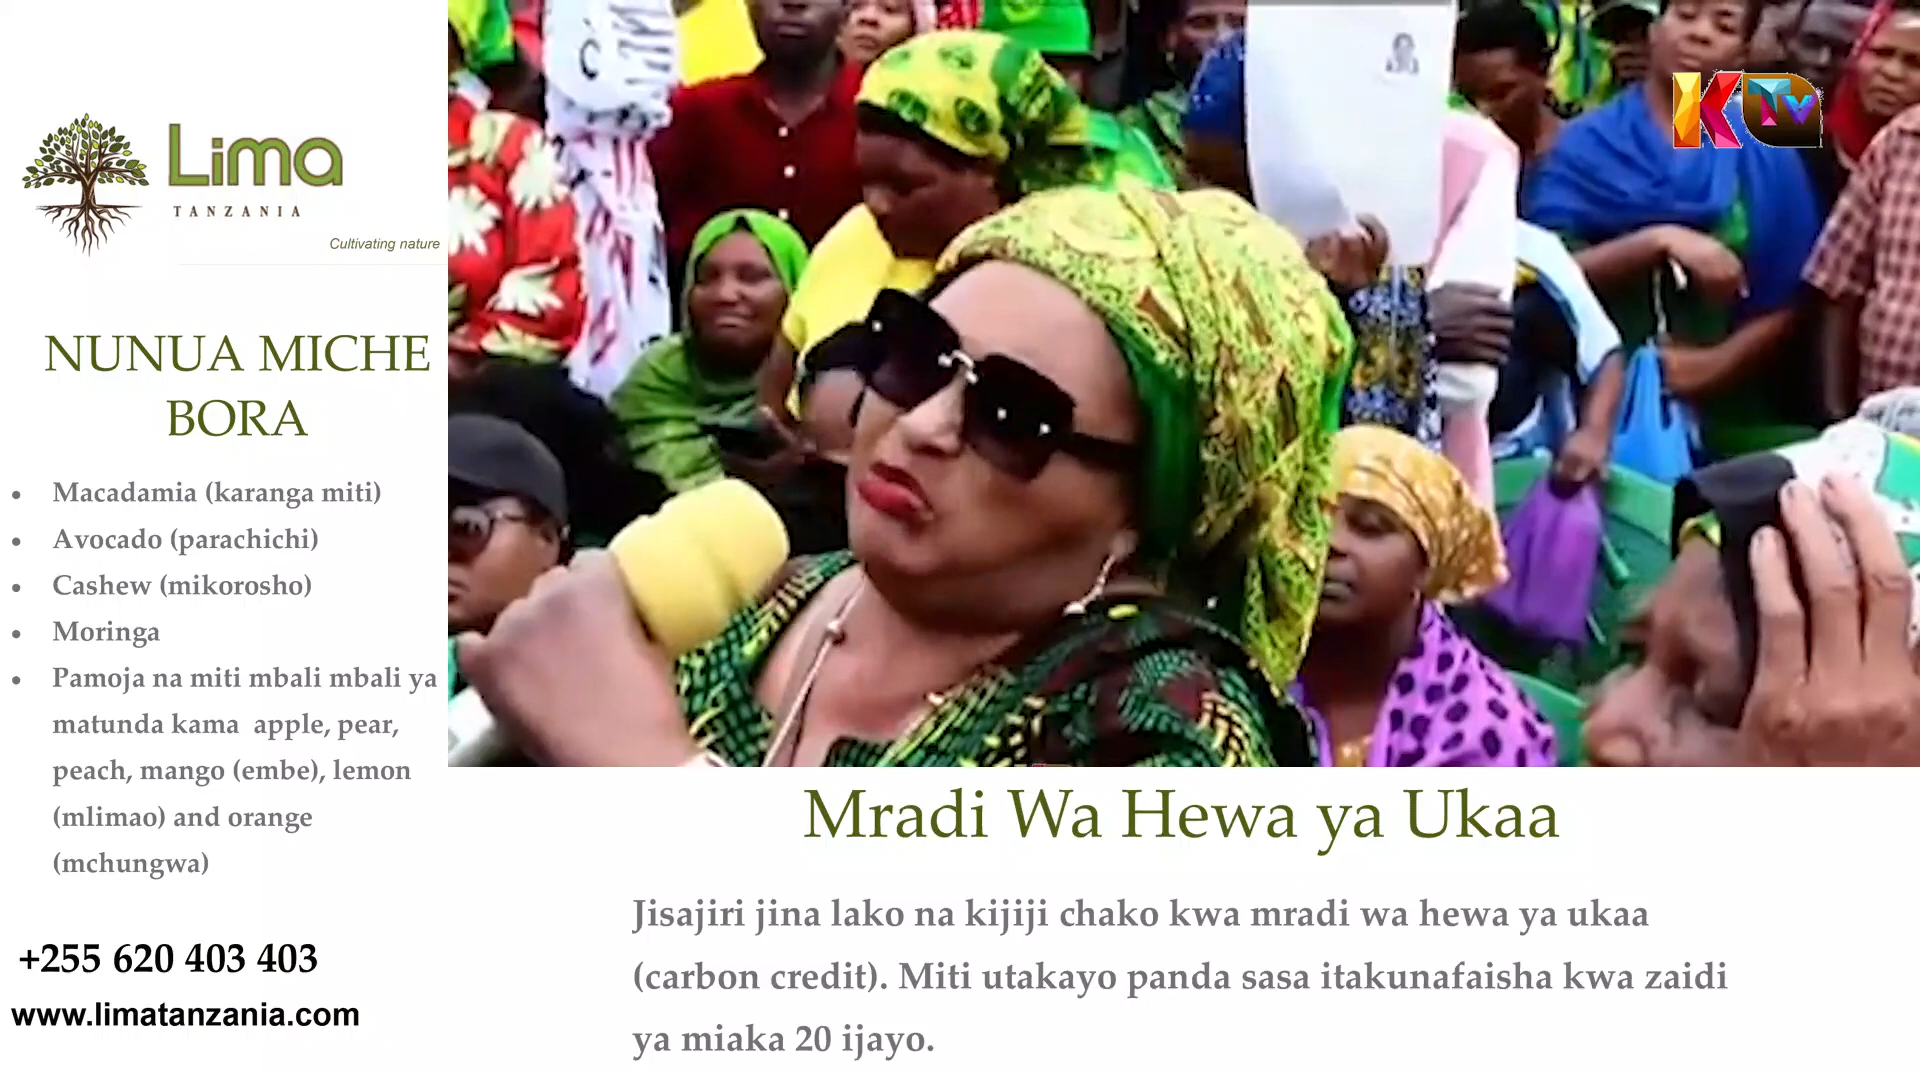 Lima
TANZANIA
Cultivating nature
NUNUA MICHE
BORA
• Macadamia (karanga miti)
• Avocado (parachichi)
• Cashew (mikorosho)
• Moringa
• Pamoja na miti mbali mbali ya
matunda kama apple, pear,
peach, mango (embe), lemon
(mlimao) and orange
(mchungwa)
+255 620 403 403
www.limatanzania.com
KTv
Mradi Wa Hewa ya Ukaa
Jisajiri jina lako na kijiji chako kwa mradi wa hewa ya ukaa
(carbon credit). Miti utakayo panda sasa itakunafaisha kwa zaidi
ya miaka 20 ijayo.